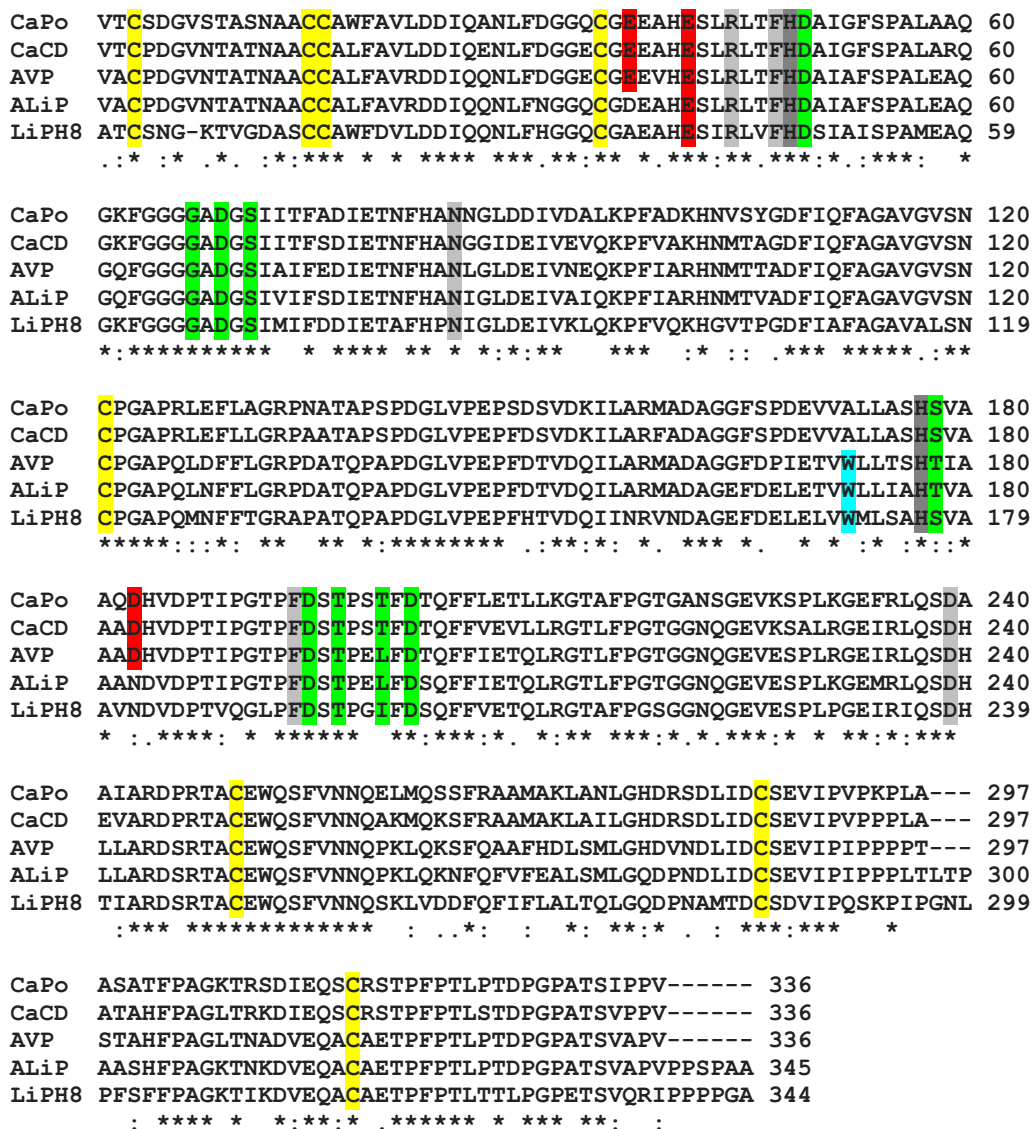 CaPo VTCSDGVSTASNAACCAWFAVLDDIQANLFDGGQCGEEAHESLRLTFHDAIGFSPALAAQ 60
CaCD VTCPDGVNTATNAACCALFAVLDDIQENLFDGGECGEEAHESLRLTFHDAIGFSPALARQ 60
AVP VACPDGVNTATNAACCALFAVRDDIQQNLFDGGECGEEVHESLRLTFHDAIAFSPALEAQ 60
ALiP VACPDGVNTATNAACCALFAVRDDIQQNLFNGGQCGDEAHESLRLTFHDAIAFSPALEAQ 60
LiPH8 ATCSNG-KTVGDASCCAWFDVLDDIQQNLFHGGQCGAEAHESIRLVFHDSIAISPAMEAQ 59
.:* :* .*. :*:*** * * **** ***.** ***:**.***:*.:***: *
CaPo GKFGGGGADGSIITFADIETNFHANNGLDDIVDALKPFADKHNVSYGDFIQFAGAVGVSN 120
CaCD GKFGGGGADGSIITFSDIETNFHANGGIDEIVEVQKPFVAKHNMTAGDFIQFAGAVGVSN 120
AVP GQFGGGGADGSIAIFEDIETNFHANLGLDEIVNEQKPFIARHNMTTADFIQFAGAVGVSN 120
ALiP GQFGGGGADGSIVIFSDIETNFHANIGLDEIVAIQKPFIARHNMTVADFIQFAGAVGVSN 120
LiPH8 GKFGGGGADGSIMIFDDIETAFHPNIGLDEIVKLQKPFVQKHGVTPGDFIAFAGAVALSN 119
*:********** * **** ** * *:*:** *** :* :: .*** *****.:**
CaPo CPGAPRLEFLAGRPNATAPSPDGLVPEPSDSVDKILARMADAGGFSPDEVVALLASHSVA 180
CaCD CPGAPRLEFLLGRPAATAPSPDGLVPEPFDSVDKILARFADAGGFSPDEVVALLASHSVA 180
AVP CPGAPQLDFFLGRPDATQPAPDGLVPEPFDTVDQILARMADAGGFDPIETVWLLTSHTIA 180
ALiP CPGAPQLNFFLGRPDATQPAPDGLVPEPFDTVDQILARMADAGEFDELETVWLLIAHTVA 180
LiPH8 CPGAPQMNFFTGRAPATQPAPDGLVPEPFHTVDQIINRVNDAGEFDELELVWMLSAHSVA 179
*****:::*: ** ** *:******** .:**:*: *. *** *. * * :* :*::*
CaPo AQDHVDPTIPGTPFDSTPSTFDTQFFLETLLKGTAFPGTGANSGEVKSPLKGEFRLQSDA 240
CaCD AADHVDPTIPGTPFDSTPSTFDTQFFVEVLLRGTLFPGTGGNQGEVKSALKGEIRLQSDH 240
AVP AADHVDPTIPGTPFDSTPELFDTQFFIETQLRGTLFPGTGGNQGEVESPLKGEIRLQSDH 240
ALiP AANDVDPTIPGTPFDSTPELFDSQFFIETQLRGTLFPGTGGNQGEVESPLKGEMRLQSDH 240
LiPH8 AVNDVDPTVQGLPFDSTPGIFDSQFFVETQLRGTAFPGSGGNQGEVESPLPGEIRIQSDH 239
* :.****: * ****** **:***:*. *:** ***:*.*.***:* * **:*:***
CaPo AIARDPRTACEWQSFVNNQELMQSSFRAAMAKLANLGHDRSDLIDCSEVIPVPKPLA--- 297
CaCD EVARDPRTACEWQSFVNNQAKMQKSFRAAMAKLAILGHDRSDLIDCSEVIPVPPPLA--- 297
AVP LLARDSRTACEWQSFVNNQPKLQKSFQAAFHDLSMLGHDVNDLIDCSEVIPIPPPPT--- 297
ALiP LLARDSRTACEWQSFVNNQPKLQKNFQFVFEALSMLGQDPNDLIDCSEVIPIPPPLTLTP 300
LiPH8 TIARDSRTACEWQSFVNNQSKLVDDFQFIFLALTQLGQDPNAMTDCSDVIPQSKPIPGNL 299
:*** ************* : ..*: : *: **:* . : ***:*** *
CaPo ASATFPAGKTRSDIEQSCRSTPFPTLPTDPGPATSIPPV------ 336
CaCD ATAHFPAGLTRKDIEQSCRSTPFPTLSTDPGPATSVPPV------ 336
AVP STAHFPAGLTNADVEQACAETPFPTLPTDPGPATSVAPV------ 336
ALiP AASHFPAGKTNKDVEQACAETPFPTLPTDPGPATSVAPVPPSPAA 345
LiPH8 PFSFFPAGKTIKDVEQACAETPFPTLTTLPGPETSVQRIPPPPGA 344
: **** * *:**:* .****** * *** **: :